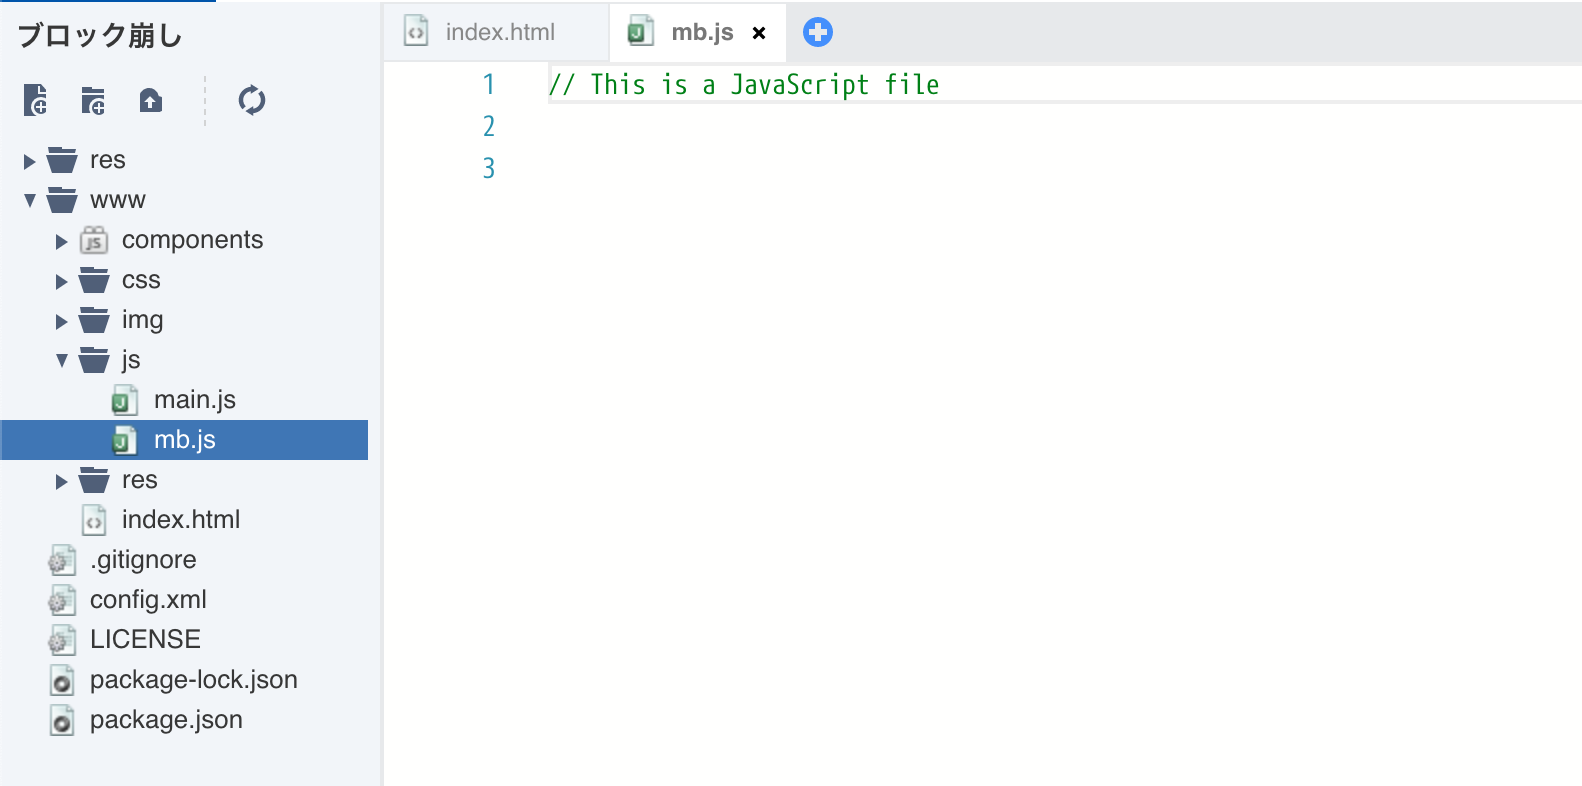 ブロック崩し
res
www
components
css
img
js
main.js
mb.js
res
index.html
.gitignore
config.xml
LICENSE
package-lock.json
package.json
index.html
mb.js
1 // This is a JavaScript file
2
3